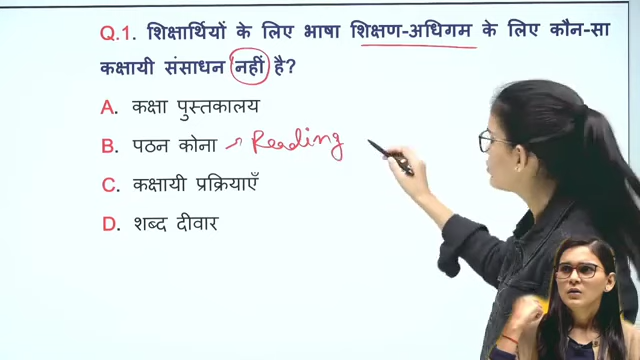 Q.1. शिक्षार्थियों के लिए भाषा शिक्षण-अधिगम के लिए कौन-सा
कक्षायी संसाधन नहीं है?
A. कक्षा पुस्तकालय
B. पठन कोना → Reading
C. कक्षायी प्रक्रियाएँ
D. शब्द दीवार